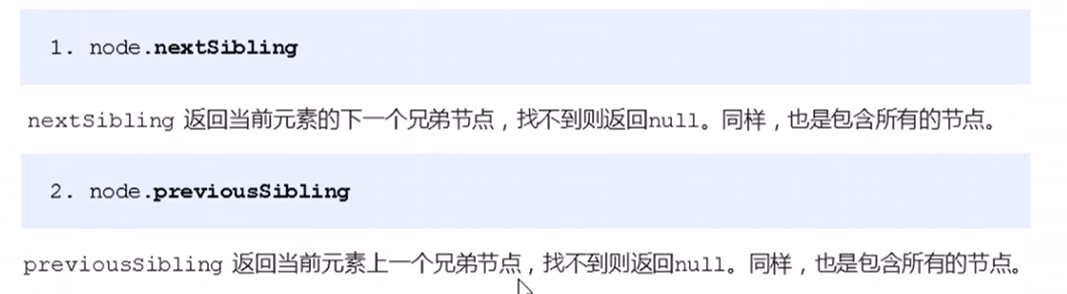 1. node.nextSibling
nextSibling 返回当前元素的下一个兄弟节点，找不到则返回null。同样，也是包含所有的节点。
2. node.previousSibling
previousSibling 返回当前元素上一个兄弟节点，找不到则返回null。同样，也是包含所有的节点。